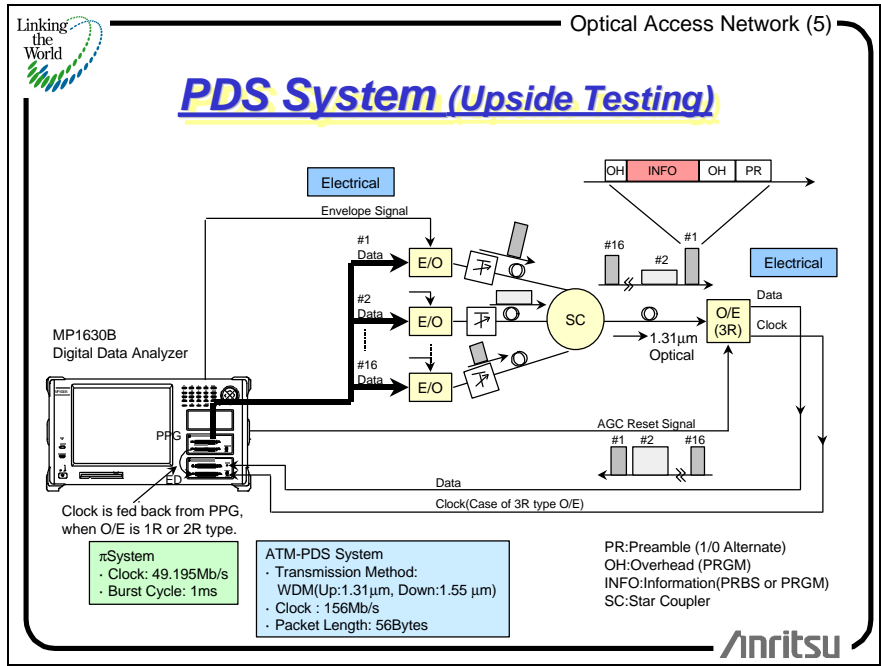 Linking
the
World
Optical Access Network (5)
PDS System (Upside Testing)
OH INFO OH PR
Electrical
Envelope Signal
#1
Data
E/O
#16
#2
#1
Electrical
#2
Data
E/O
SC
O/E
(3R)
Data
Clock
1.31μm
Optical
MP1630B
Digital Data Analyzer
#16
Data
E/O
PPG
AGC Reset Signal
#1 #2 #16
ED
Data
Clock(Case of 3R type O/E)
Clock is fed back from PPG,
when O/E is 1R or 2R type.
πSystem
· Clock: 49.195Mb/s
· Burst Cycle: 1ms
ATM-PDS System
· Transmission Method:
WDM(Up:1.31μm, Down:1.55 μm)
· Clock : 156Mb/s
· Packet Length: 56Bytes
PR:Preamble (1/0 Alternate)
OH:Overhead (PRGM)
INFO:Information(PRBS or PRGM)
SC:Star Coupler
Anritsu